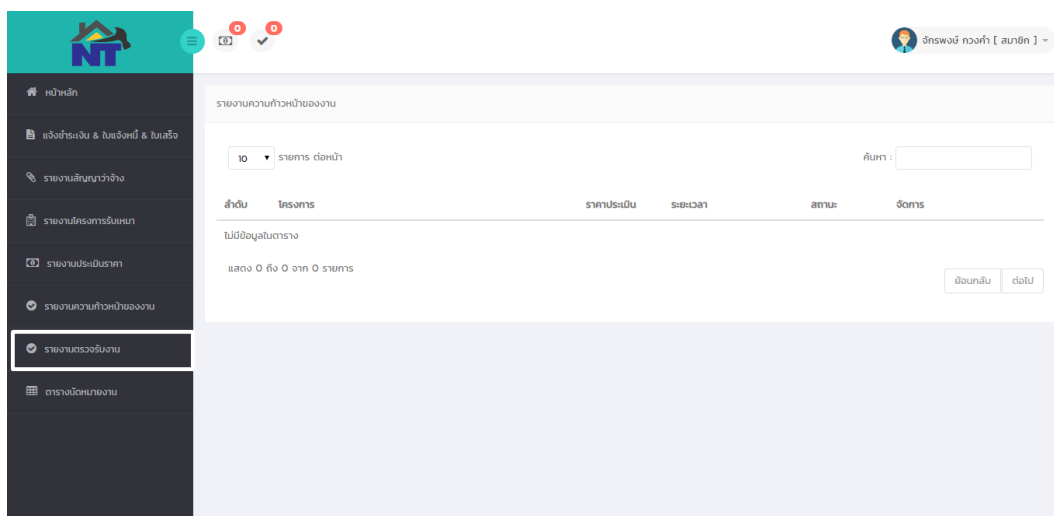 NT
0
0
จักรพงษ์ กวงคำ [ สมาชิก ]
หน้าหลัก
แจ้งชำระเงิน & ใบแจ้งหนี้ & ใบเสร็จ
รายงานสัญญาว่าจ้าง
รายงานโครงการรับเหมา
รายงานประเมินราคา
รายงานความก้าวหน้าของงาน
รายงานตรวจรับงาน
ตารางนัดหมายงาน
รายงานความก้าวหน้าของงาน
10 รายการ ต่อหน้า
ค้นหา :
ลำดับ โครงการ ราคาประเมิน ระยะเวลา สถานะ จัดการ
ไม่มีข้อมูลในตาราง
แสดง 0 ถึง 0 จาก 0 รายการ
ย้อนกลับ ต่อไป